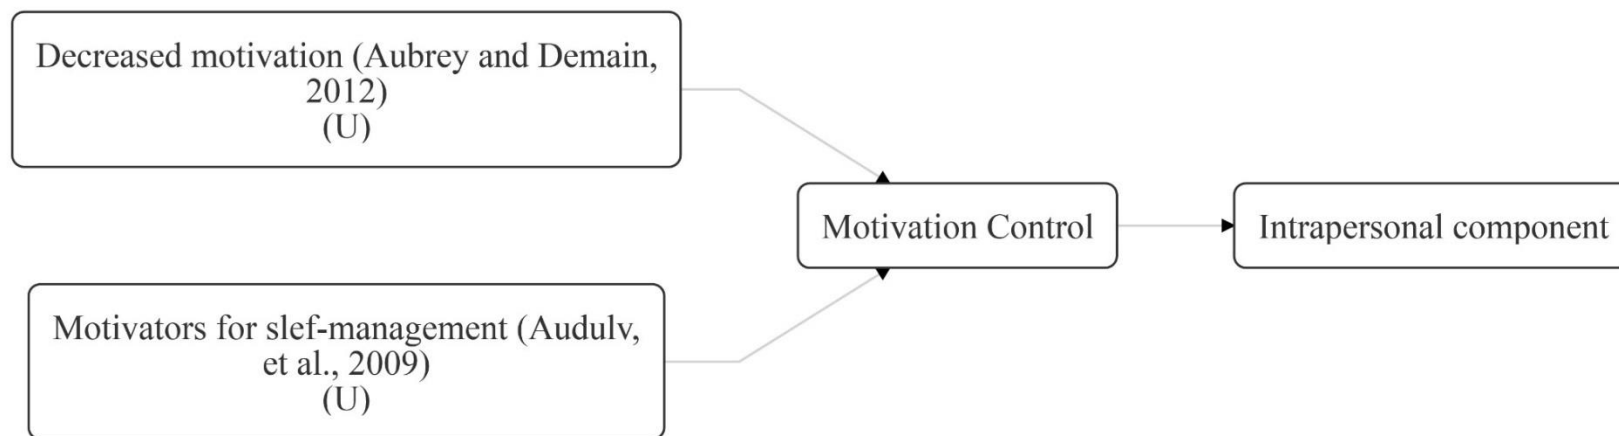 Decreased motivation (Aubrey and Demain,
2012)
(U)
Motivation Control
Intrapersonal component
Motivators for slef-management (Audulv,
et al., 2009)
(U)